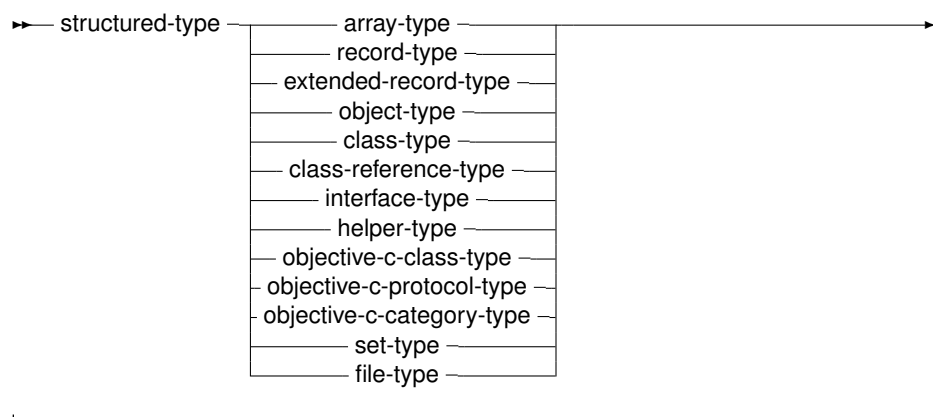 structured-type array-type
record-type
extended-record-type
object-type
class-type
class-reference-type
interface-type
helper-type
objective-c-class-type
objective-c-protocol-type
objective-c-category-type
set-type
file-type